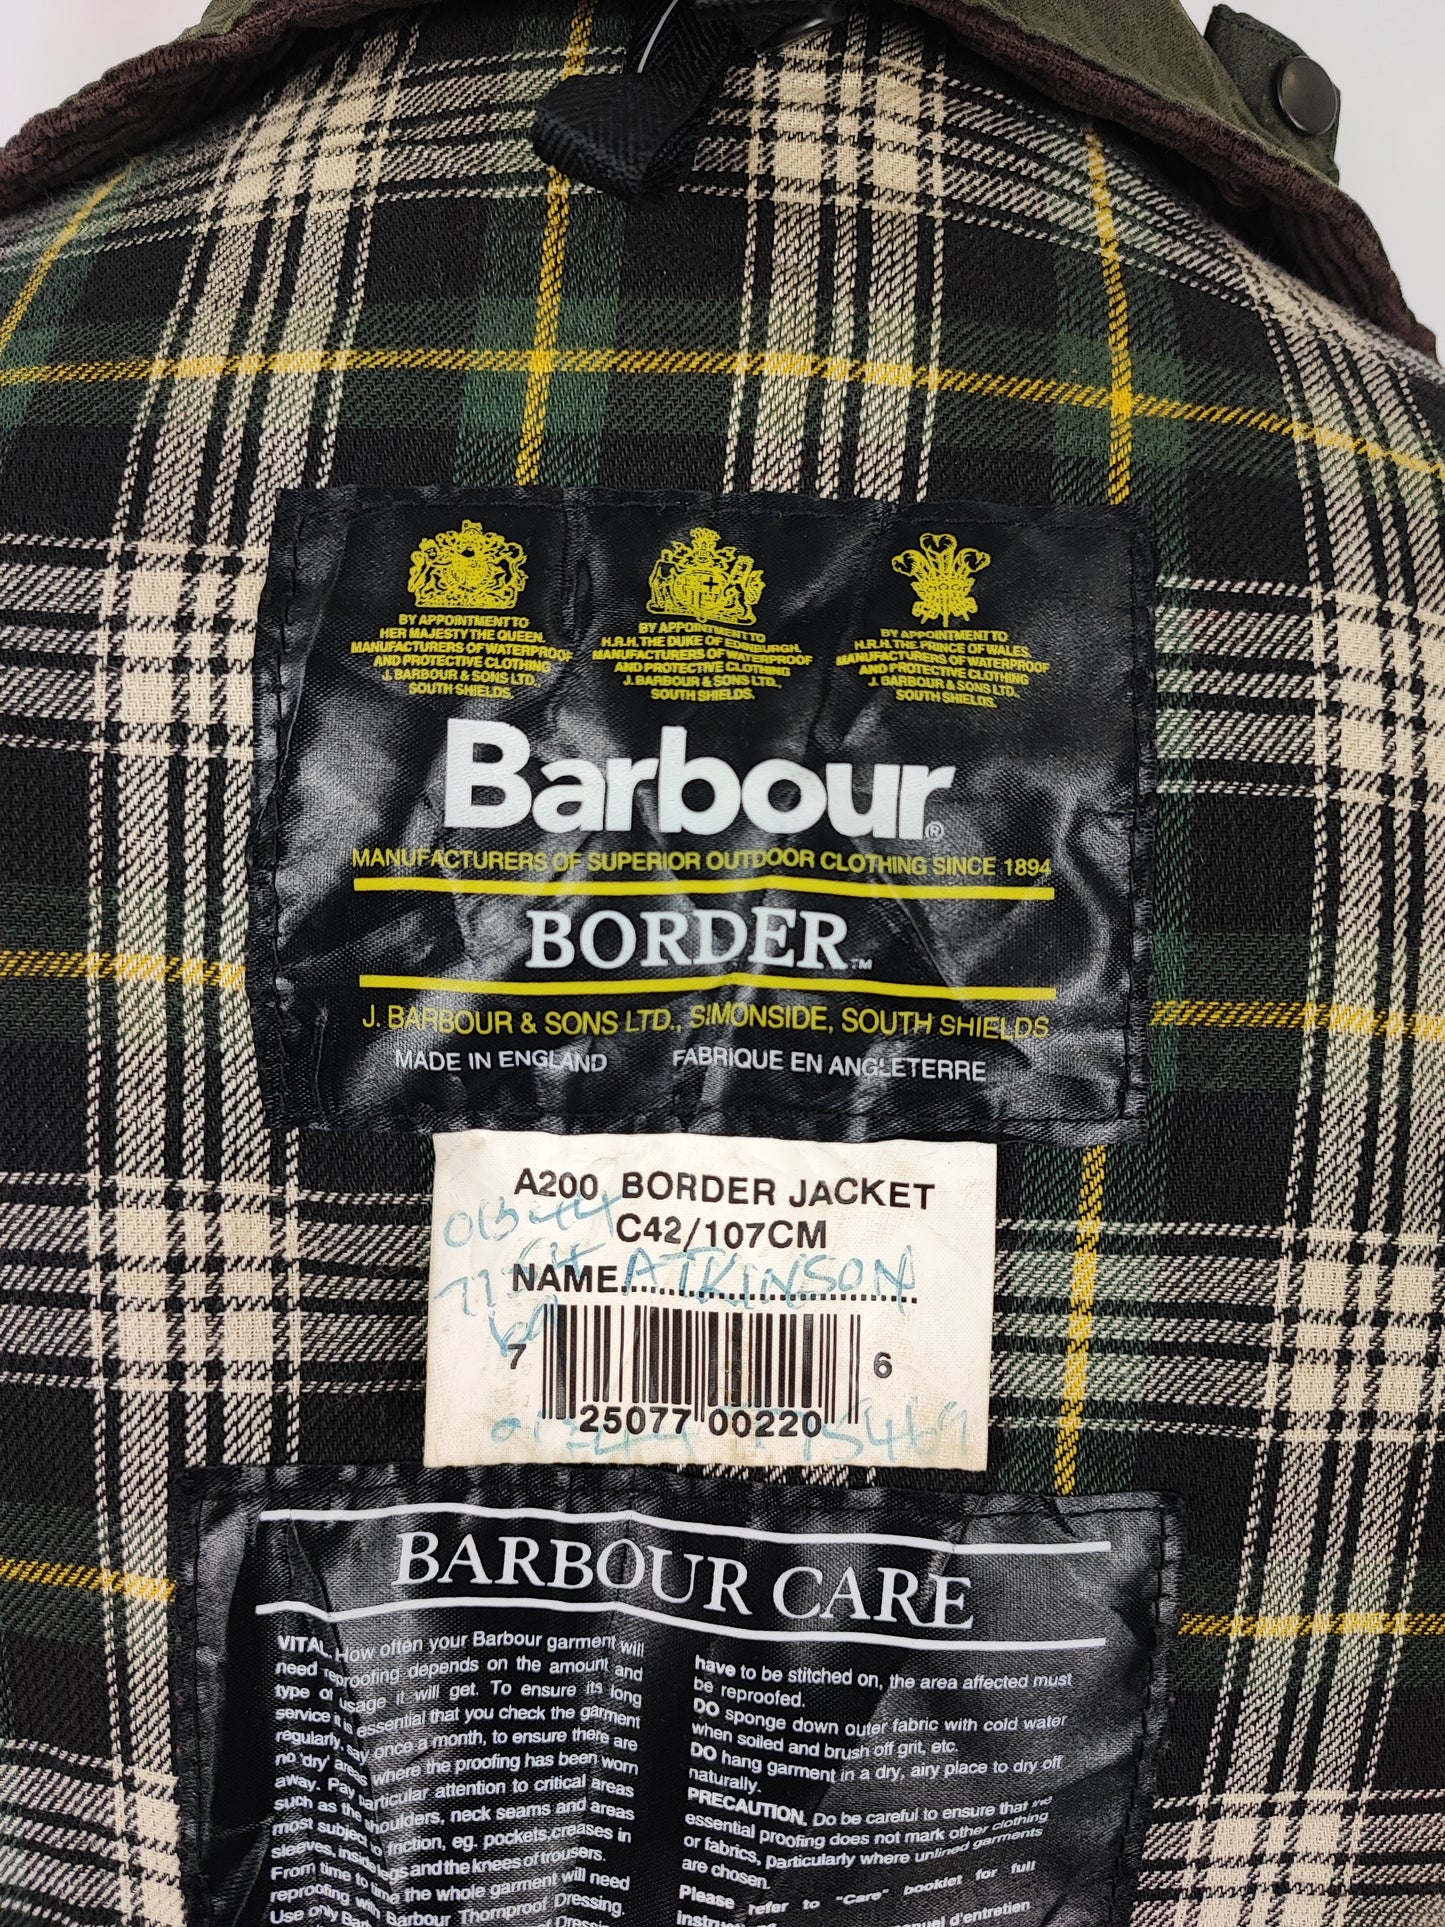 BY APPOINTMENT TO
HER MAJESTY THE QUEEN.
MANUFACTURERS OF WATERPROOF
AND PROTECTIVE CLOTHING
J. BARBOUR & SONS LTD.,
SOUTH SHIELDS.
BY APPOINTMENT TO
H.R.H. THE DUKE OF EDINBURGH.
MANUFACTURERS OF WATERPROOF
AND PROTECTIVE CLOTHING
J. BARBOUR & SONS LTD.,
SOUTH SHIELDS.
BY APPOINTMENT TO
H.R.H. THE PRINCE OF WALES.
MANUFACTURERS OF WATERPROOF
AND PROTECTIVE CLOTHING
J. BARBOUR & SONS LTD.,
SOUTH SHIELDS.
Barbour®
MANUFACTURERS OF SUPERIOR OUTDOOR CLOTHING SINCE 1894
BORDER™
J. BARBOUR & SONS LTD., SIMONSIDE, SOUTH SHIELDS
MADE IN ENGLAND FABRIQUE EN ANGLETERRE
A200 BORDER JACKET
C42/107CM
NAME ATKINSON
7 25077 00220 6
BARBOUR CARE
VITAL. How often your Barbour garment will
need reproofing depends on the amount and
type of usage it will get. To ensure its long
service it is essential that you check the garment
regularly, say once a month, to ensure there are
no 'dry' areas where the proofing has been worn
away. Pay particular attention to critical areas
such as the shoulders, neck seams and areas
most subject to friction, eg. pockets, creases in
sleeves, inside legs and the knees of trousers.
From time to time the whole garment will need
reproofing with Barbour Thornproof Dressing.
Use only
have to be stitched on, the area affected must
be reproofed.
DO sponge down outer fabric with cold water
when soiled and brush off grit, etc.
DO hang garment in a dry, airy place to dry off
naturally.
PRECAUTION. Do be careful to ensure that the
essential proofing does not mark other clothing
or fabrics, particularly where unlined garments
are chosen.
Please refer to "Care" booklet for full
d'entretien